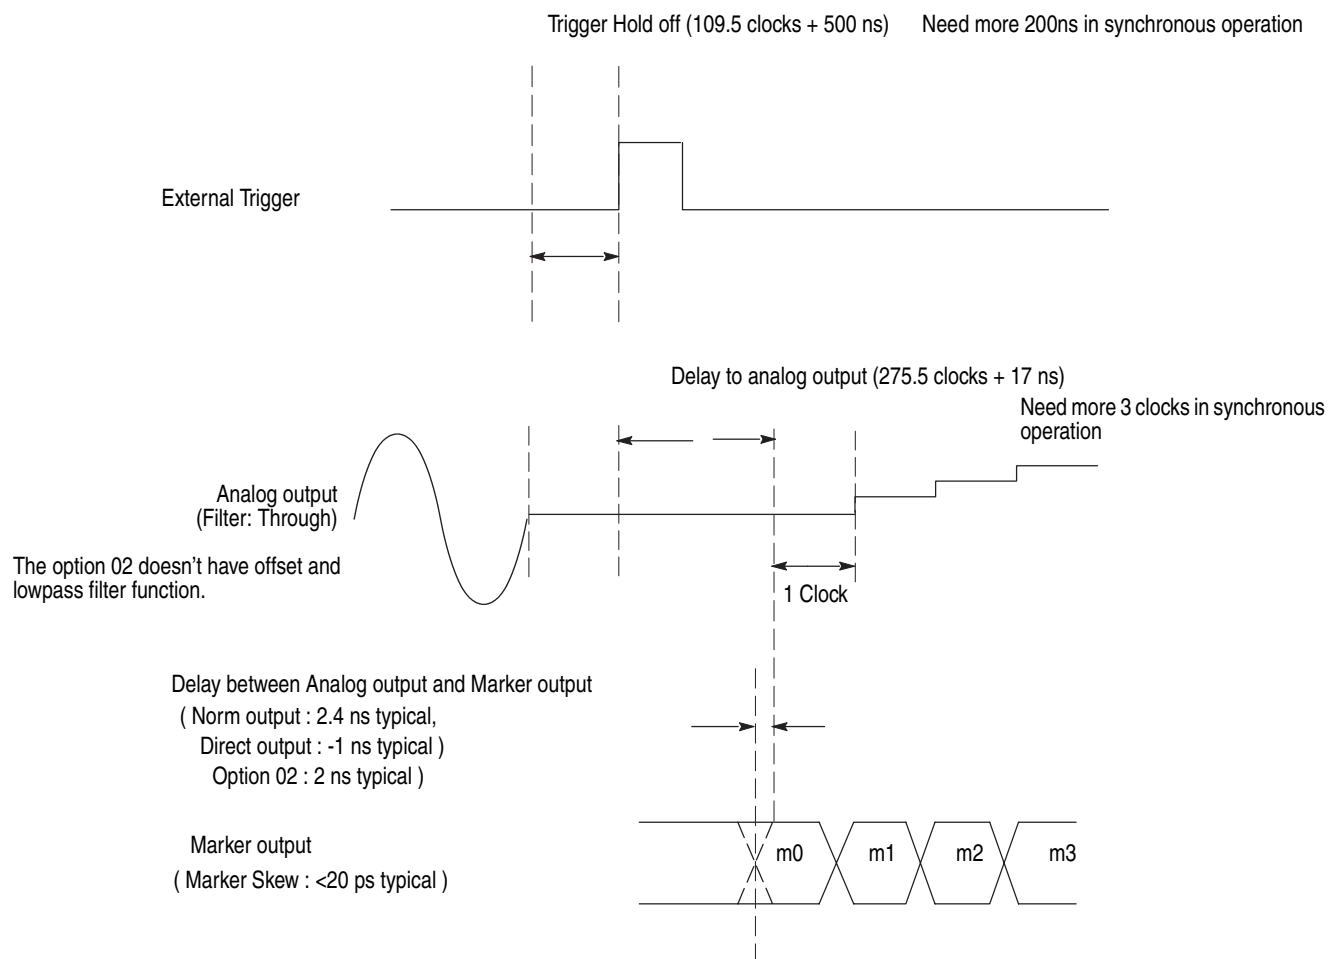 Trigger Hold off (109.5 clocks + 500 ns)
Need more 200ns in synchronous operation
External Trigger
Delay to analog output (275.5 clocks + 17 ns)
Need more 3 clocks in synchronous
operation
Analog output
(Filter: Through)
The option 02 doesn't have offset and
lowpass filter function.
1 Clock
Delay between Analog output and Marker output
( Norm output : 2.4 ns typical,
Direct output : -1 ns typical )
Option 02 : 2 ns typical )
Marker output
( Marker Skew : <20 ps typical )
m0 m1 m2 m3